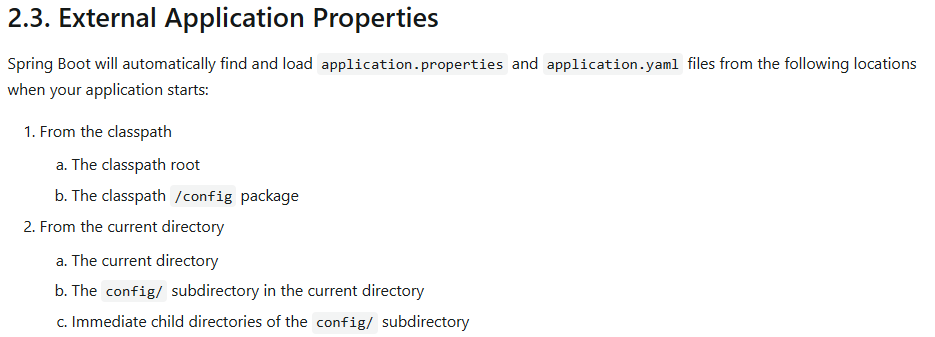 2.3. External Application Properties
Spring Boot will automatically find and load application.properties and application.yaml files from the following locations
when your application starts:
1. From the classpath
a. The classpath root
b. The classpath /config package
2. From the current directory
a. The current directory
b. The config/ subdirectory in the current directory
c. Immediate child directories of the config/ subdirectory